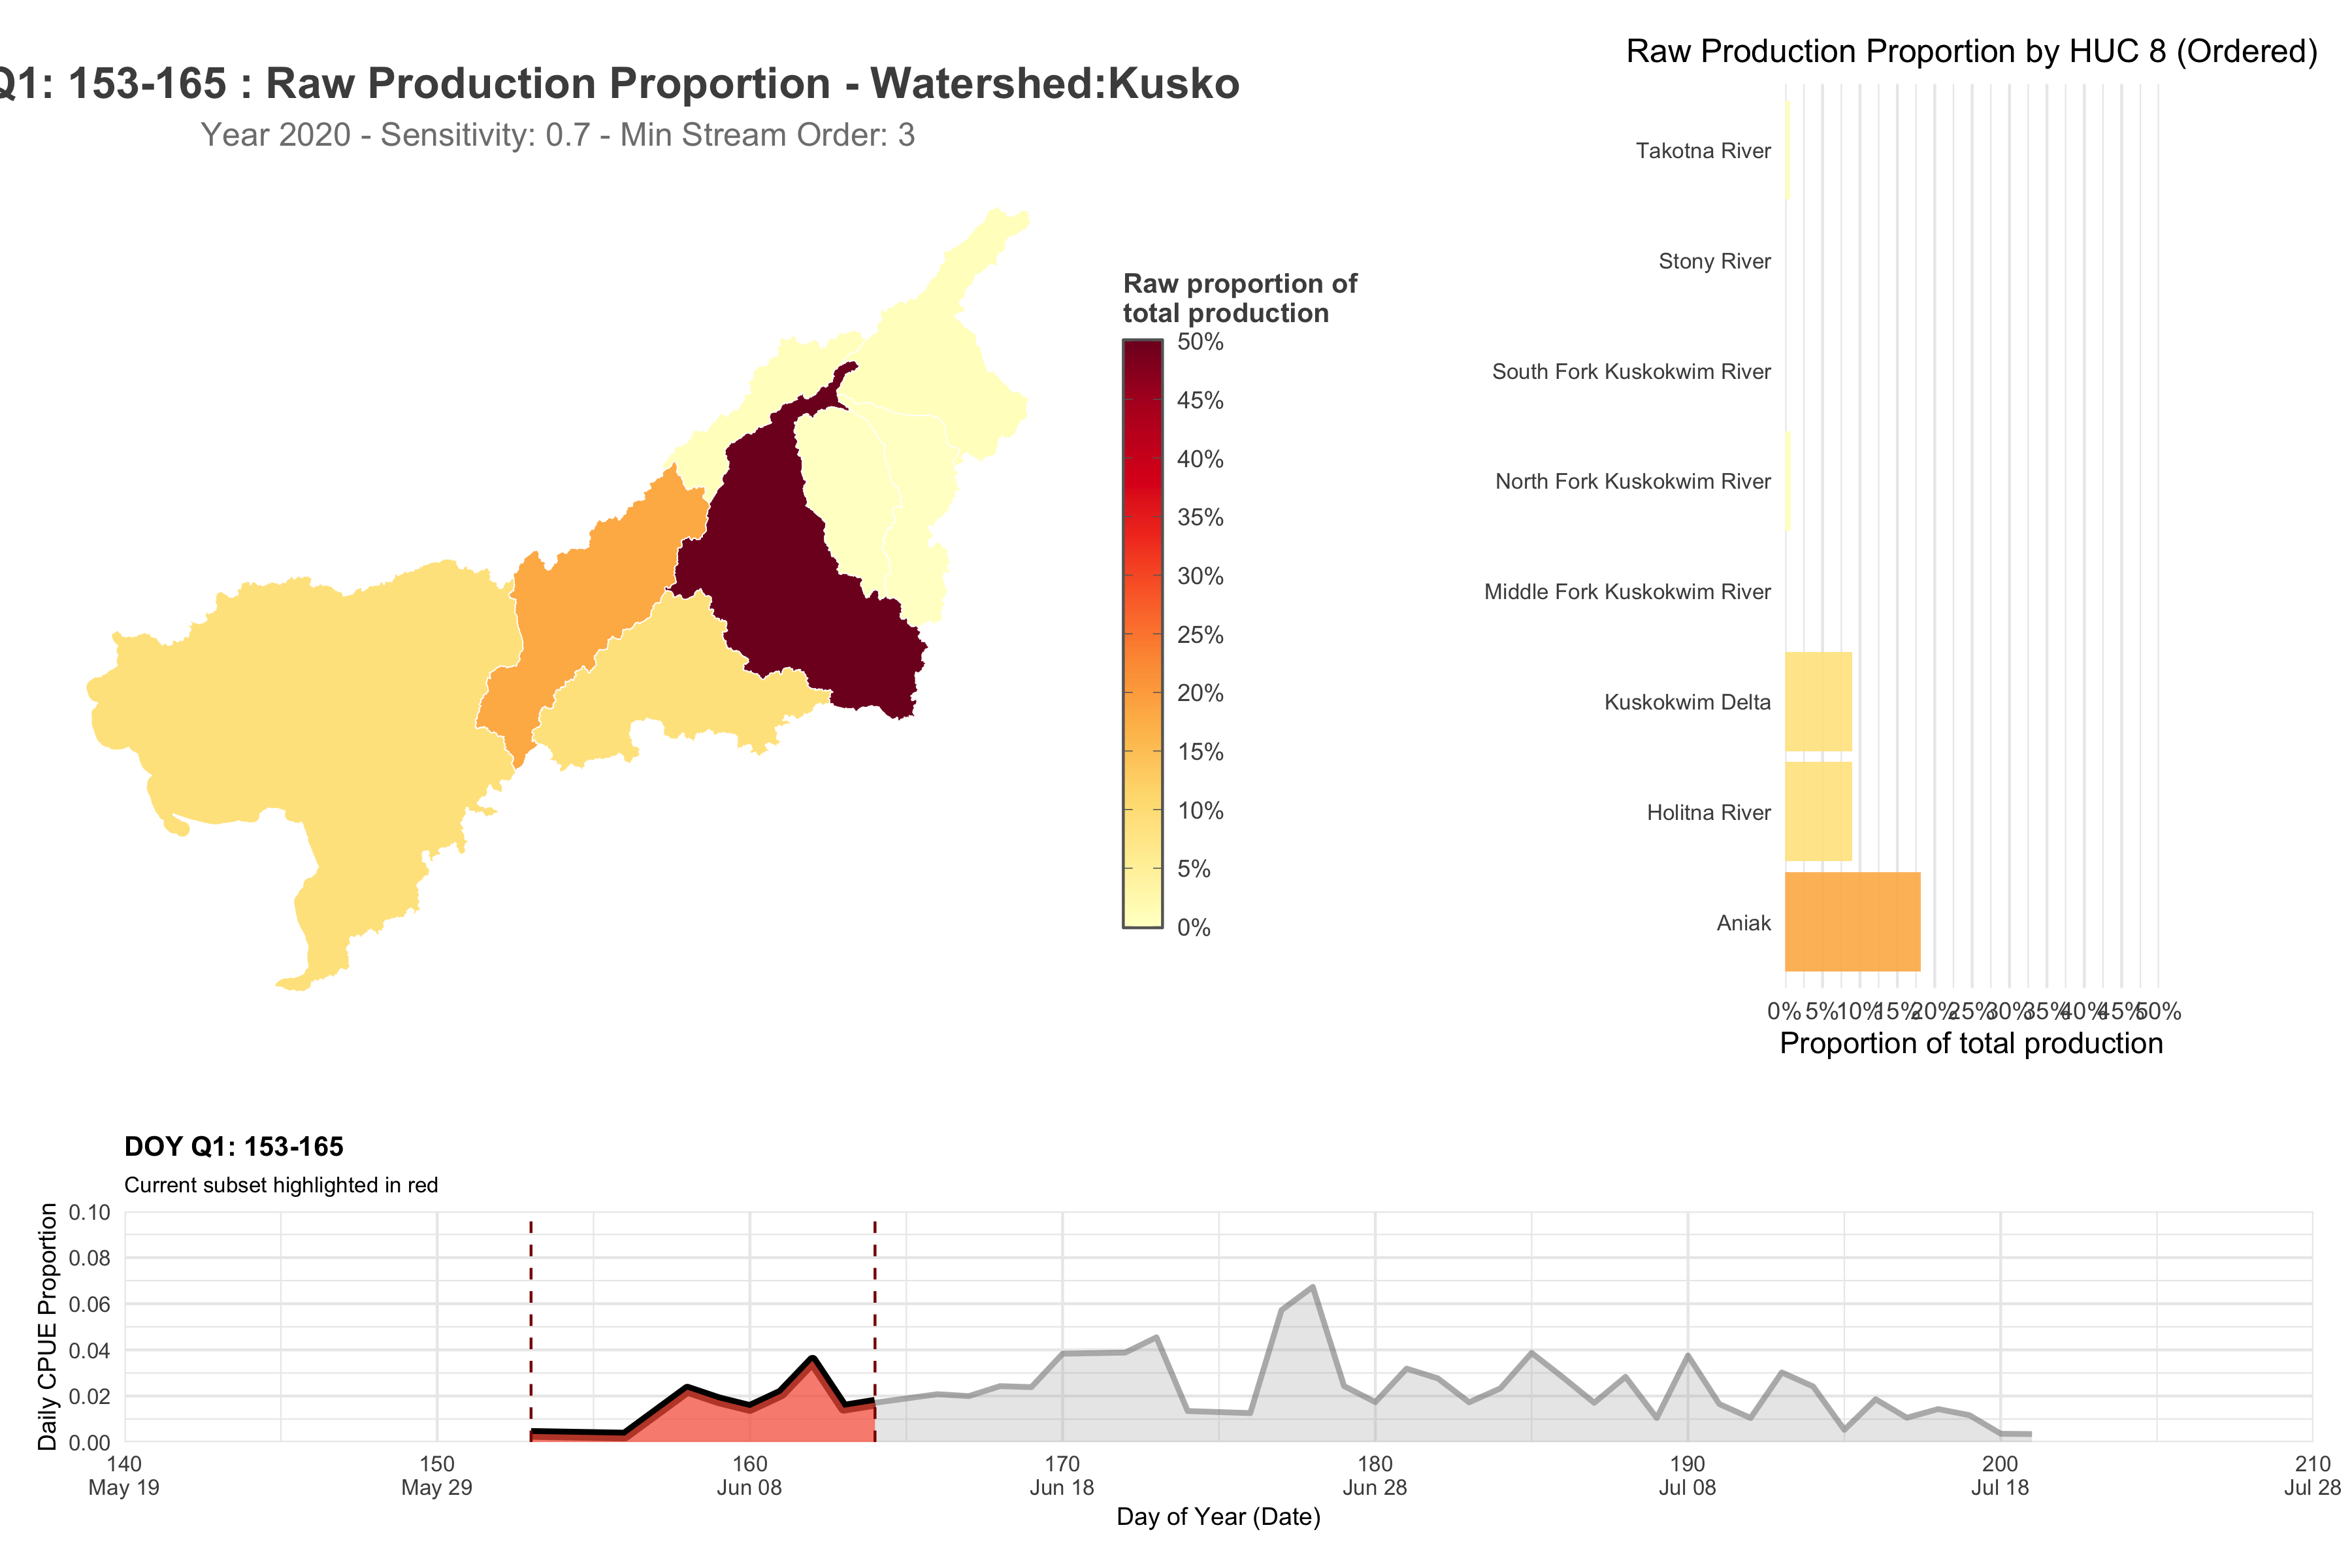 Q1: 153-165 : Raw Production Proportion - Watershed:Kusko
Year 2020 - Sensitivity: 0.7 - Min Stream Order: 3
Raw proportion of
total production
50%
45%
40%
35%
30%
25%
20%
15%
10%
5%
0%
Raw Production Proportion by HUC 8 (Ordered)
Takotna River
Stony River
South Fork Kuskokwim River
North Fork Kuskokwim River
Middle Fork Kuskokwim River
Kuskokwim Delta
Holitna River
Aniak
0% 5% 10% 15% 20% 25% 30% 35% 40% 45% 50%
Proportion of total production
DOY Q1: 153-165
Current subset highlighted in red
Daily CPUE Proportion
0.10
0.08
0.06
0.04
0.02
0.00
140 150 160 170 180 190 200 210
May 19 May 29 Jun 08 Jun 18 Jun 28 Jul 08 Jul 18 Jul 28
Day of Year (Date)